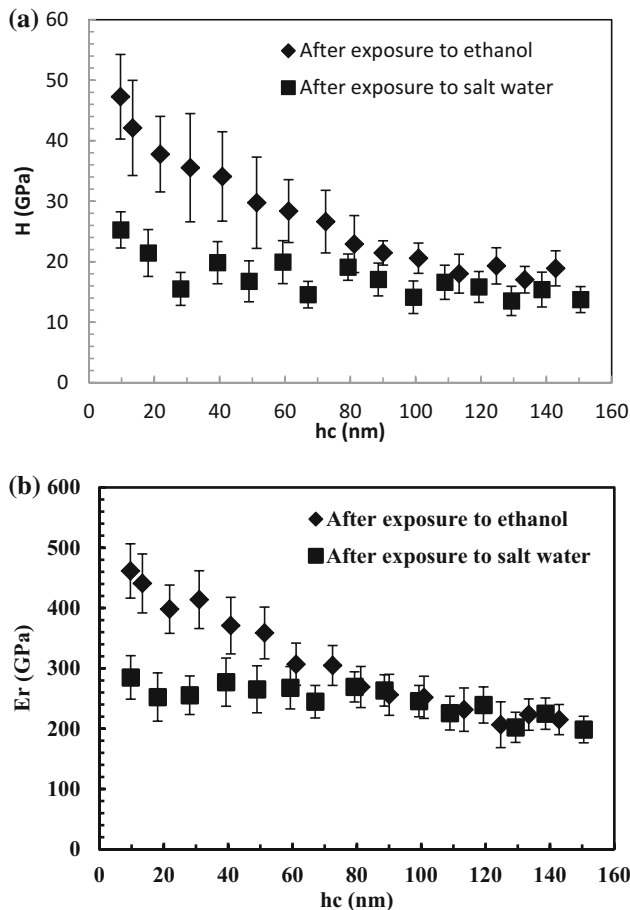 (a)
60
50
40
30
20
10
0
H (GPa)
After exposure to ethanol
After exposure to salt water
0 20 40 60 80 100 120 140 160
hc (nm)
(b)
600
500
400
300
200
100
0
Er (GPa)
After exposure to ethanol
After exposure to salt water
0 20 40 60 80 100 120 140 160
hc (nm)